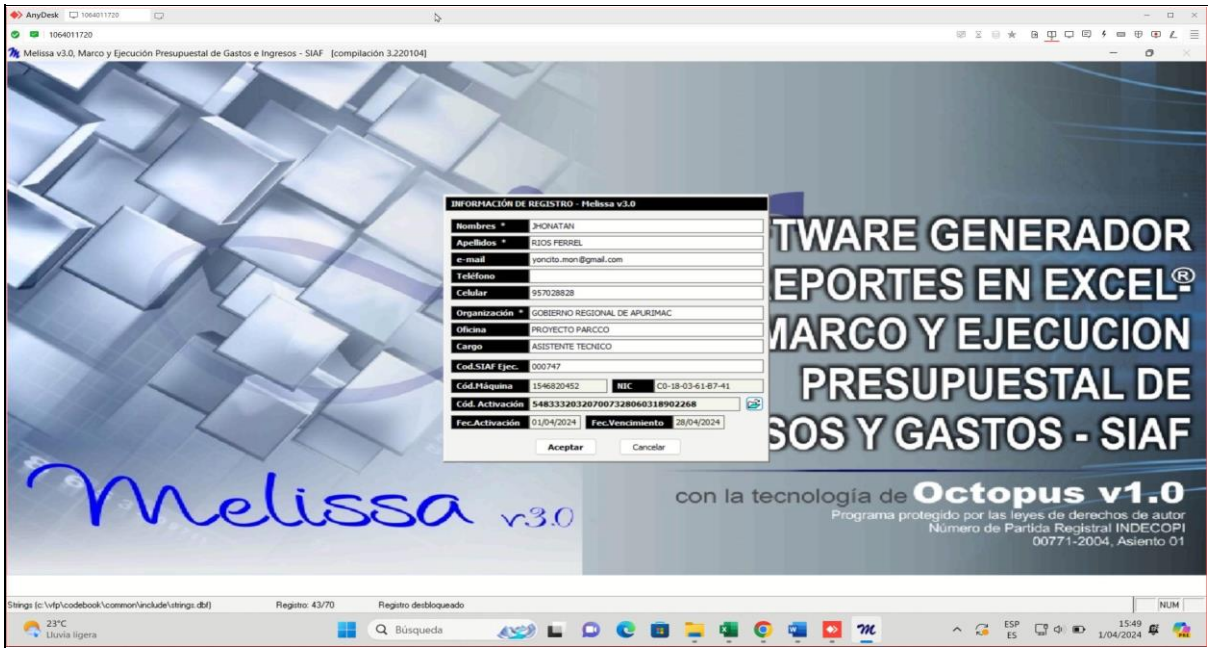 AnyDesk 1064011720
1064011720
Melissa v3.0, Marco y Ejecución Presupuestal de Gastos e Ingresos - SIAF [compilación 3.220104]
INFORMACIÓN DE REGISTRO - Melissa v3.0
Nombres * JHONATAN
Apellidos * RIOS FERREL
e-mail yoncito.mon@gmail.com
Teléfono
Celular 957028828
Organización * GOBIERNO REGIONAL DE APURIMAC
Oficina PROYECTO PARCCO
Cargo ASISTENTE TECNICO
Cod.SIAF Ejec. 000747
Cód.Máquina 1546820452 NIC C0-18-03-61-B7-41
Cód. Activación 548333203207007328060318902268
Fec.Activación 01/04/2024 Fec.Vencimiento 28/04/2024
Aceptar Cancelar
TWARE GENERADOR
EPORTES EN EXCEL®
MARCO Y EJECUCION
PRESUPUESTAL DE
SOS Y GASTOS - SIAF
Melissa v3.0
con la tecnología de Octopus v1.0
Programa protegido por las leyes de derechos de autor
Número de Partida Registral INDECOPI
00771-2004, Asiento 01
Strings (c:\vfp\codebook\common\include\strings.dbf) Registro: 43/70 Registro desbloqueado NUM
23°C
Lluvia ligera
Búsqueda
ESP
ES
15:49
1/04/2024